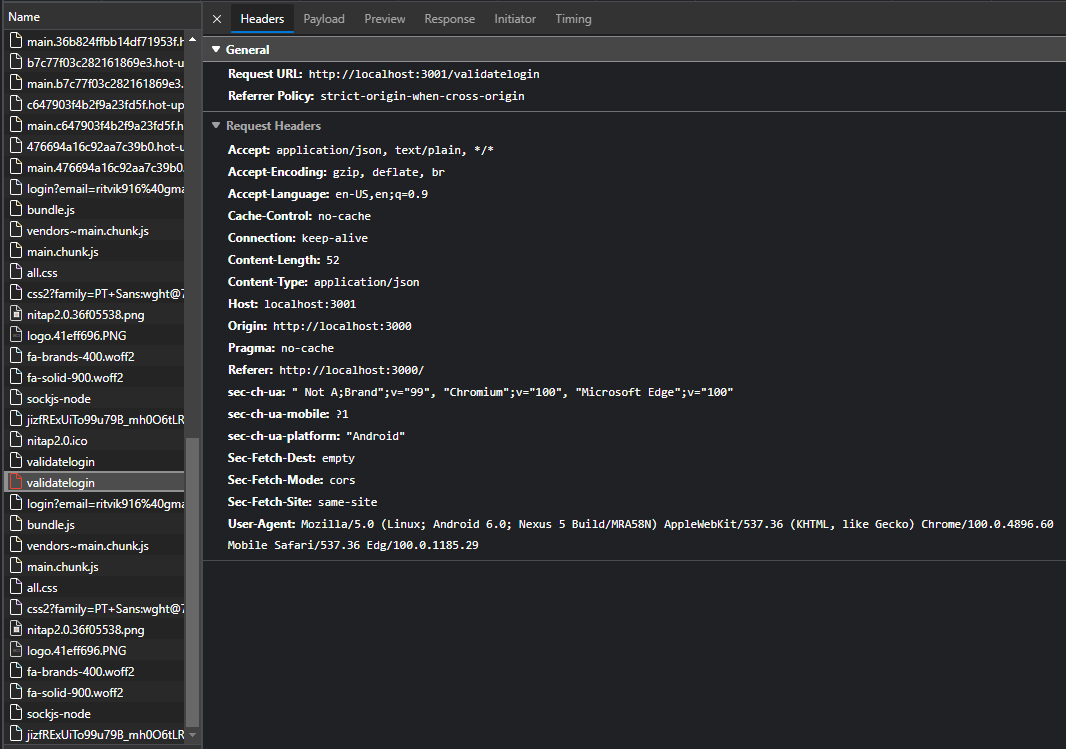 Name
main.36b824ffbb14df71953f.h
b7c77f03c282161869e3.hot-u
main.b7c77f03c282161869e3.
c647903f4b2f9a23fd5f.hot-up
main.c647903f4b2f9a23fd5f.h
476694a16c92aa7c39b0.hot-u
main.476694a16c92aa7c39b0.
login?email=ritvik916%40gma
bundle.js
vendors~main.chunk.js
main.chunk.js
all.css
css2?family=PT+Sans:wght@7
nitap2.0.36f05538.png
logo.41eff696.PNG
fa-brands-400.woff2
fa-solid-900.woff2
sockjs-node
jizfRExUiTo99u79B_mh0O6tLR
nitap2.0.ico
validatelogin
validatelogin
login?email=ritvik916%40gma
bundle.js
vendors~main.chunk.js
main.chunk.js
all.css
css2?family=PT+Sans:wght@7
nitap2.0.36f05538.png
logo.41eff696.PNG
fa-brands-400.woff2
fa-solid-900.woff2
sockjs-node
jizfRExUiTo99u79B_mh0O6tLR
Headers Payload Preview Response Initiator Timing
General
Request URL: http://localhost:3001/validatelogin
Referrer Policy: strict-origin-when-cross-origin
Request Headers
Accept: application/json, text/plain, */*
Accept-Encoding: gzip, deflate, br
Accept-Language: en-US,en;q=0.9
Cache-Control: no-cache
Connection: keep-alive
Content-Length: 52
Content-Type: application/json
Host: localhost:3001
Origin: http://localhost:3000
Pragma: no-cache
Referer: http://localhost:3000/
sec-ch-ua: " Not A;Brand";v="99", "Chromium";v="100", "Microsoft Edge";v="100"
sec-ch-ua-mobile: ?1
sec-ch-ua-platform: "Android"
Sec-Fetch-Dest: empty
Sec-Fetch-Mode: cors
Sec-Fetch-Site: same-site
User-Agent: Mozilla/5.0 (Linux; Android 6.0; Nexus 5 Build/MRA58N) AppleWebKit/537.36 (KHTML, like Gecko) Chrome/100.0.4896.60
Mobile Safari/537.36 Edg/100.0.1185.29